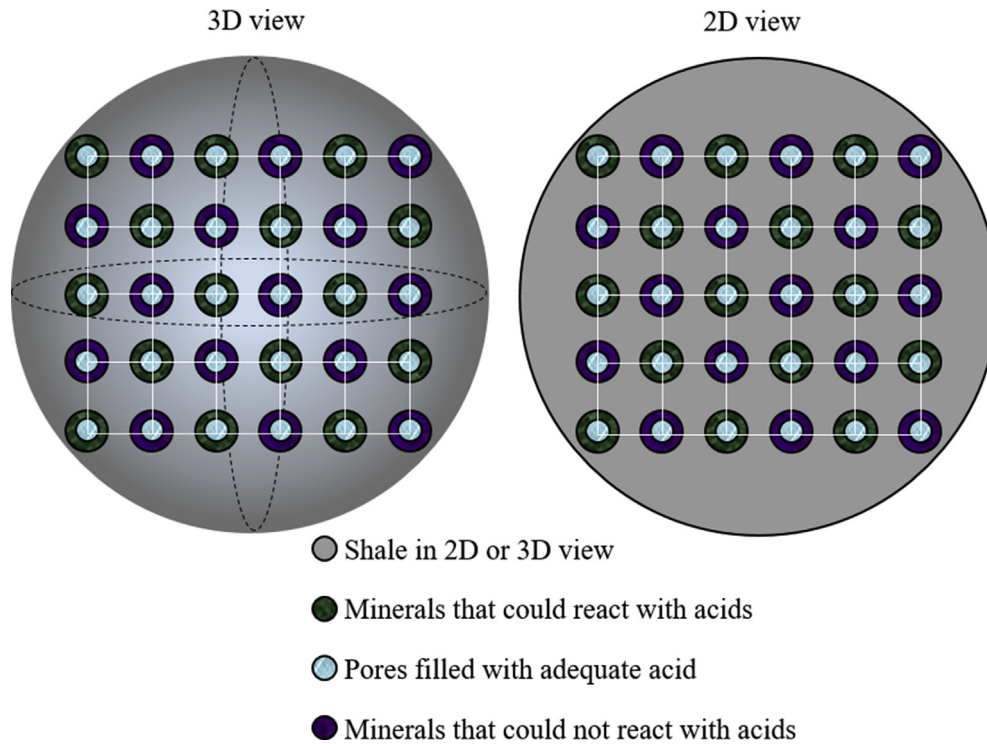 3D view
2D view
Shale in 2D or 3D view
Minerals that could react with acids
Pores filled with adequate acid
Minerals that could not react with acids